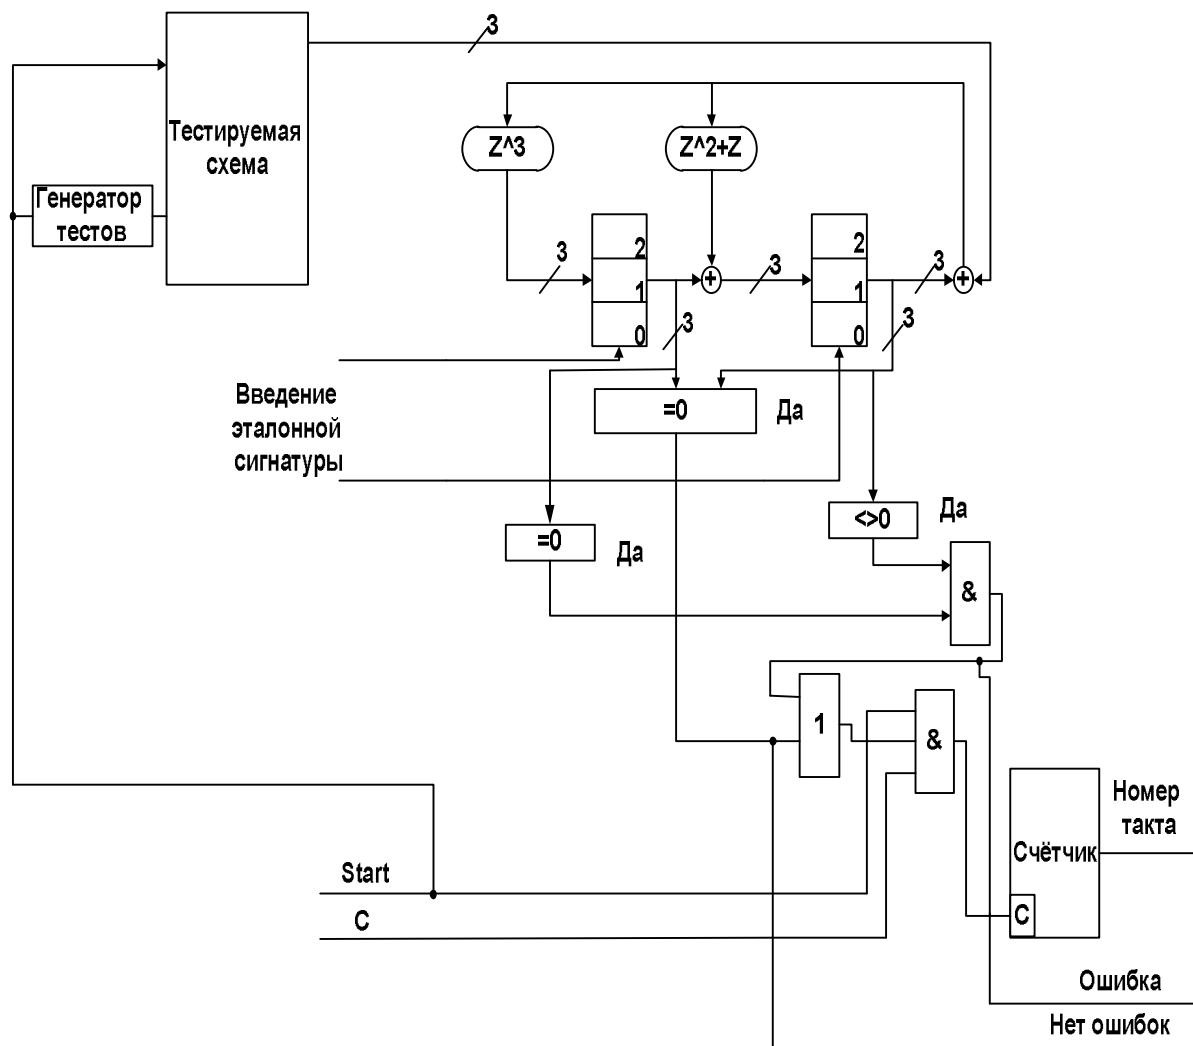 3
Тестируемая
схема
Z^3
Z^2+Z
Генератор
тестов
3
2
1
0
+
3
2
1
0
3
+
3
3
Введение
эталонной
сигнатуры
=0
Да
<>0
Да
=0
Да
&
1
&
Номер
такта
Счётчик
C
Start
C
Ошибка
Нет ошибок